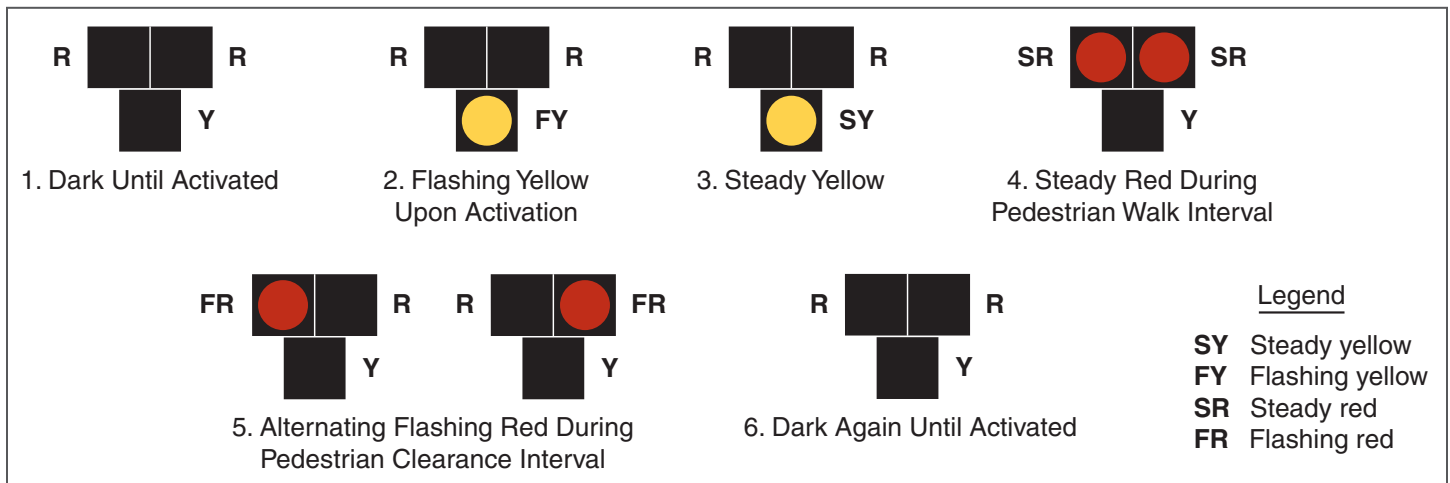 R R
Y
1. Dark Until Activated
R R
FY
2. Flashing Yellow
Upon Activation
R R
SY
3. Steady Yellow
SR SR
Y
4. Steady Red During
Pedestrian Walk Interval
FR R
Y
R FR
Y
5. Alternating Flashing Red During
Pedestrian Clearance Interval
R R
Y
6. Dark Again Until Activated
Legend
SY Steady yellow
FY Flashing yellow
SR Steady red
FR Flashing red